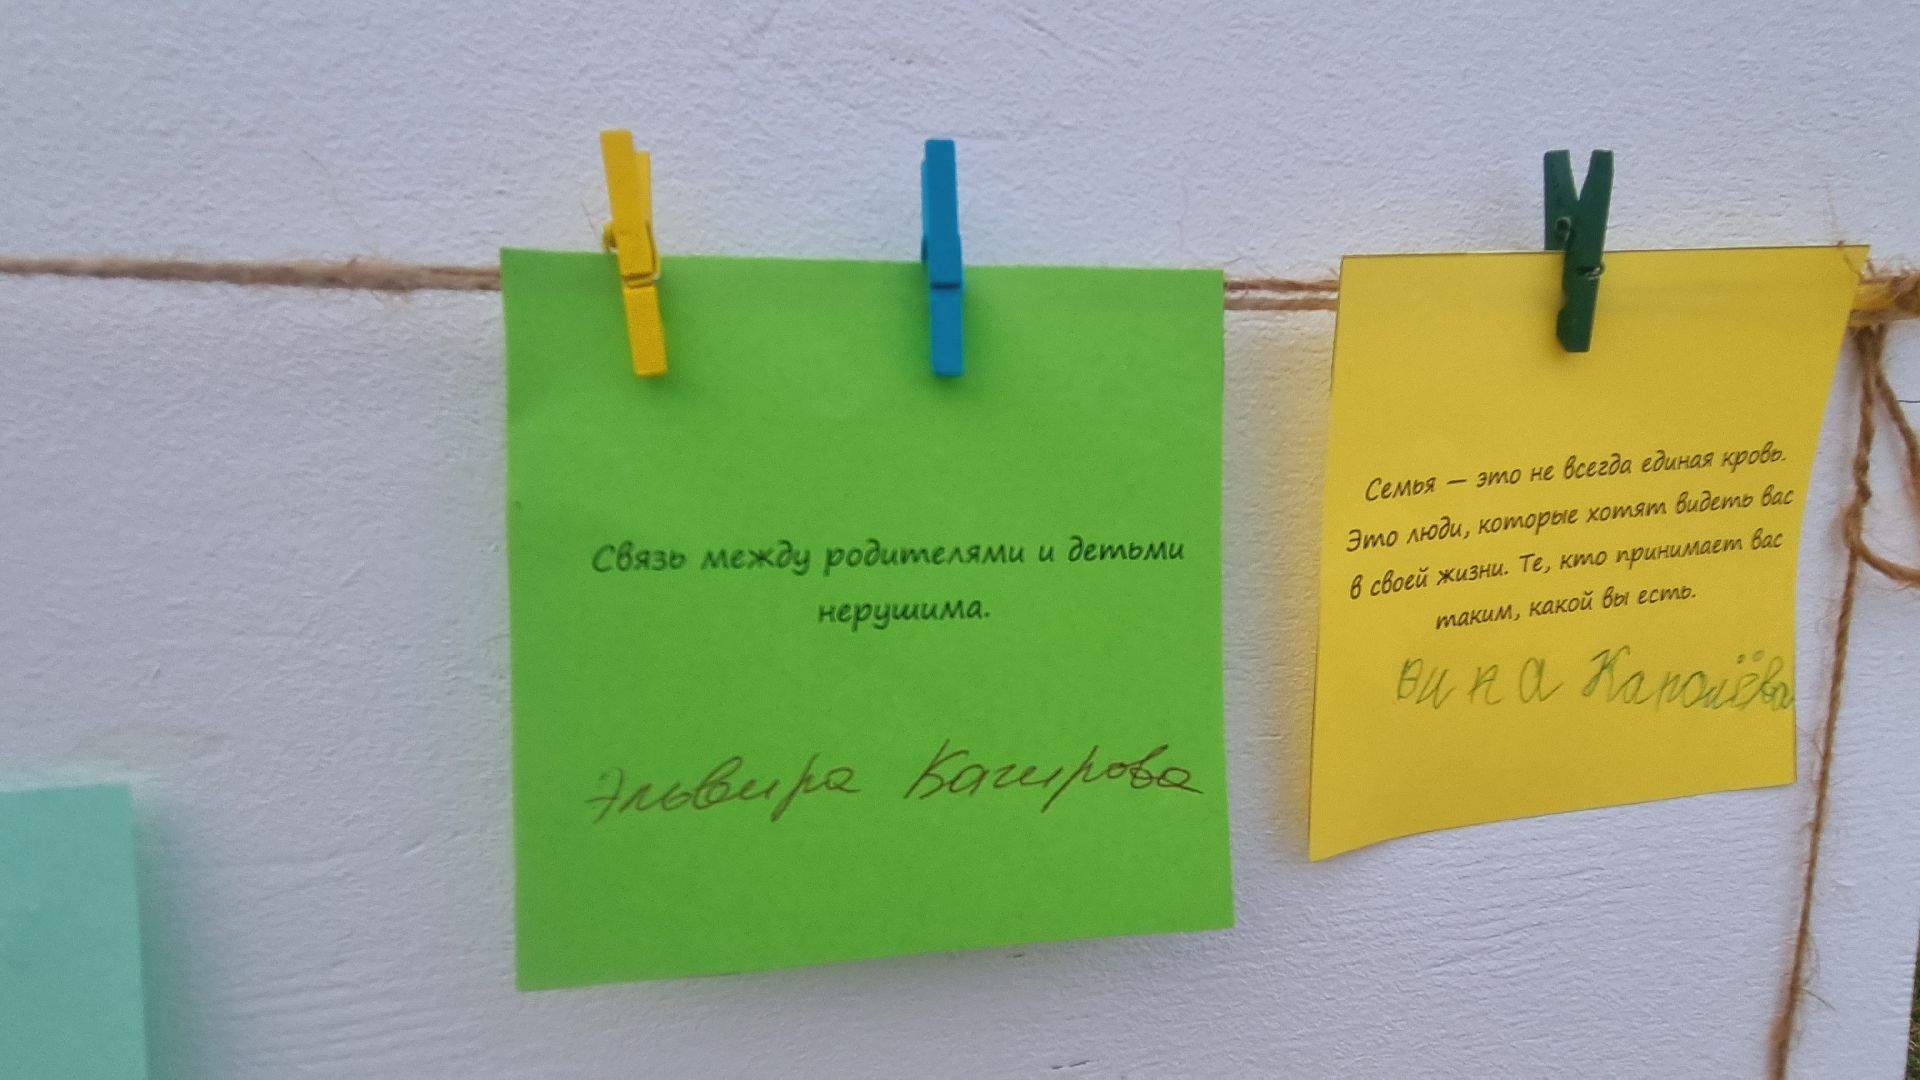 Связь между родителями и детьми
нерушима.
Эльвира
Семья — это не всегда единая кровь.
Это люди, которые хотят видеть вас
в своей жизни. Те, кто принимает вас
таким, какой вы есть.